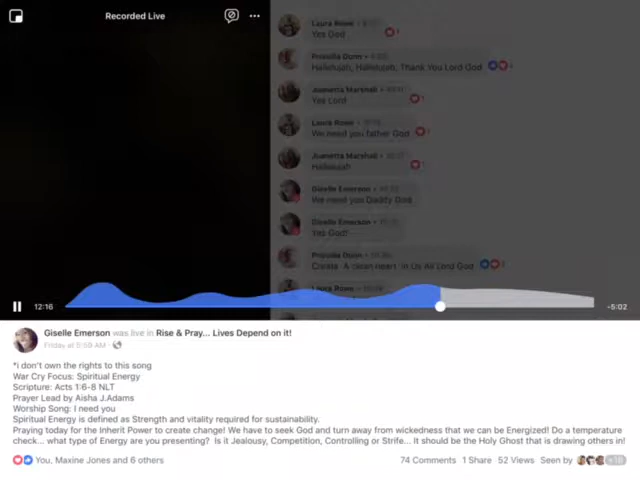 Recorded Live
Laura Rowe
Yes God
Priscilla Dunn
Hallelujah, Hallelujah, Thank You Lord God
Juanetta Marshall
Yes Lord
Laura Rowe
We need you father God
Juanetta Marshall
Hallelujah
Giselle Emerson
We need you Daddy God
Giselle Emerson
Yes God!
Priscilla Dunn
Create A clean heart in Us All Lord God
Laura Rowe
12:16
-5:02
Giselle Emerson was live in Rise & Pray... Lives Depend on it!
Friday at 5:59 AM
*i don't own the rights to this song
War Cry Focus: Spiritual Energy
Scripture: Acts 1:6-8 NLT
Prayer Lead by Aisha J.Adams
Worship Song: I need you
Spiritual Energy is defined as Strength and vitality required for sustainability.
Praying today for the Inherit Power to create change! We have to seek God and turn away from wickedness that we can be Energized! Do a temperature
check... what type of Energy are you presenting? Is it Jealousy, Competition, Controlling or Strife... It should be the Holy Ghost that is drawing others in!
You, Maxine Jones and 6 others
74 Comments 1 Share 52 Views Seen by